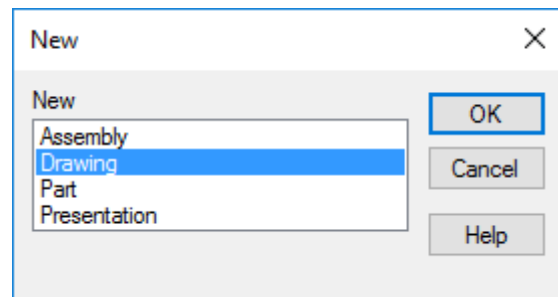 New
New
Assembly
Drawing
Part
Presentation
OK
Cancel
Help